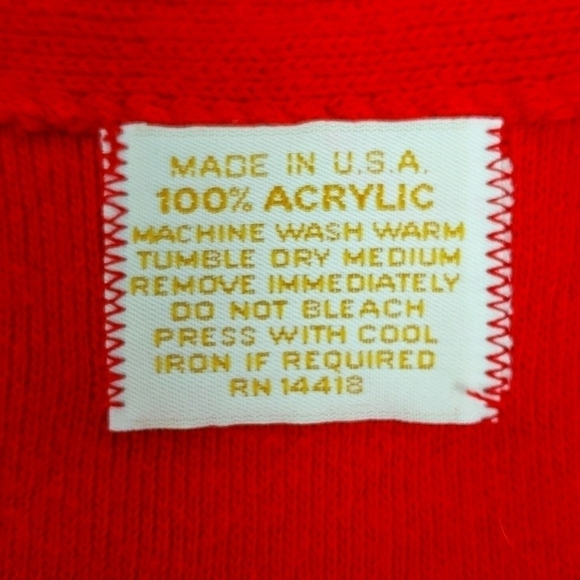 MADE IN U.S.A.
100% ACRYLIC
MACHINE WASH WARM
TUMBLE DRY MEDIUM
REMOVE IMMEDIATELY
DO NOT BLEACH
PRESS WITH COOL
IRON IF REQUIRED
RN 14418